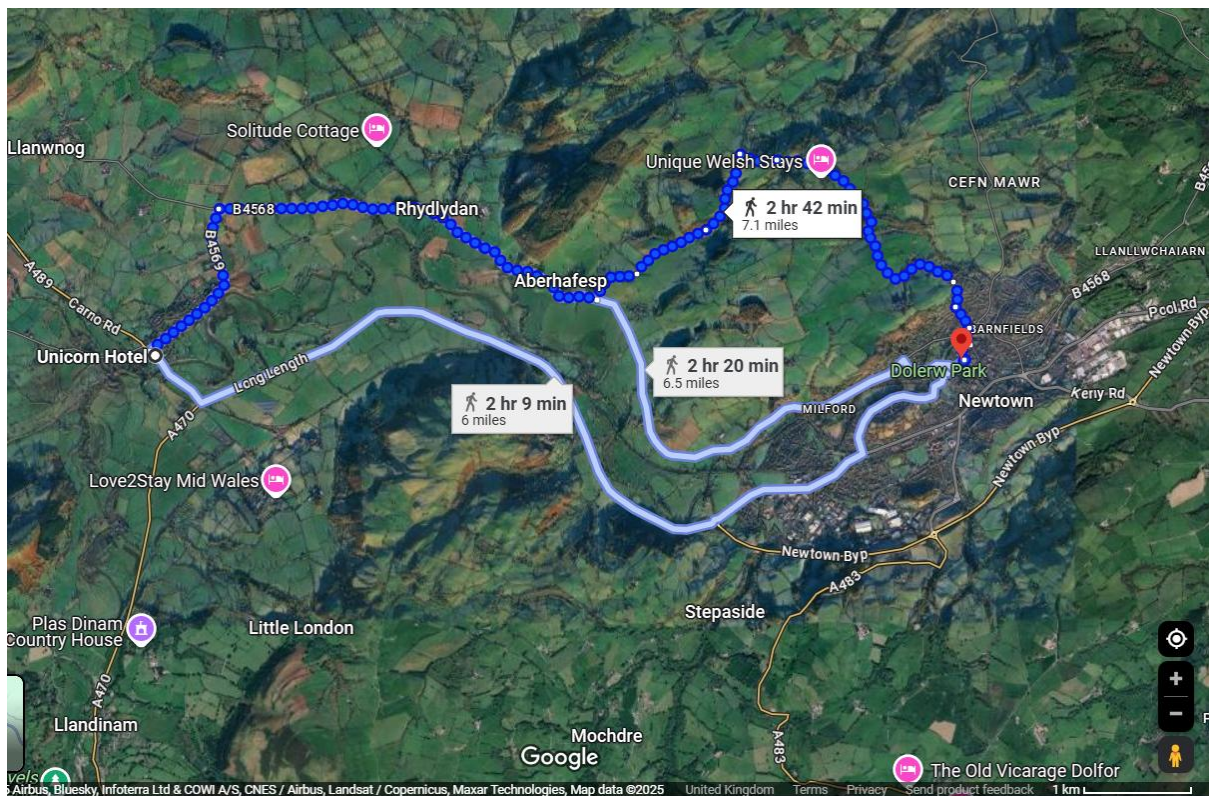 Solitude Cottage
Llanwnog
Unique Welsh Stays
CEFN MAWR
B4568
Rhydlydan
2 hr 42 min
7.1 miles
B4569
LLANLLWCHAIARN
A489
Aberhafesp
B4568
Carno Rd
Pool Rd
BARNFIELDS
Newtown Byp
Unicorn Hotel
Long Length
2 hr 20 min
6.5 miles
Dolerw Park
Kerry Rd
2 hr 9 min
6 miles
MILFORD
Newtown
A470
Newtown Byp
Love2Stay Mid Wales
Newtown Byp
A483
Stepaside
Plas Dinam
Country House
Little London
A470
Llandinam
Mochdre
A483
Google
The Old Vicarage Dolfor
Airbus, Bluesky, Infoterra Ltd & COWI A/S, CNES / Airbus, Landsat / Copernicus, Maxar Technologies, Map data ©2025 United Kingdom Terms Privacy Send product feedback 1 km